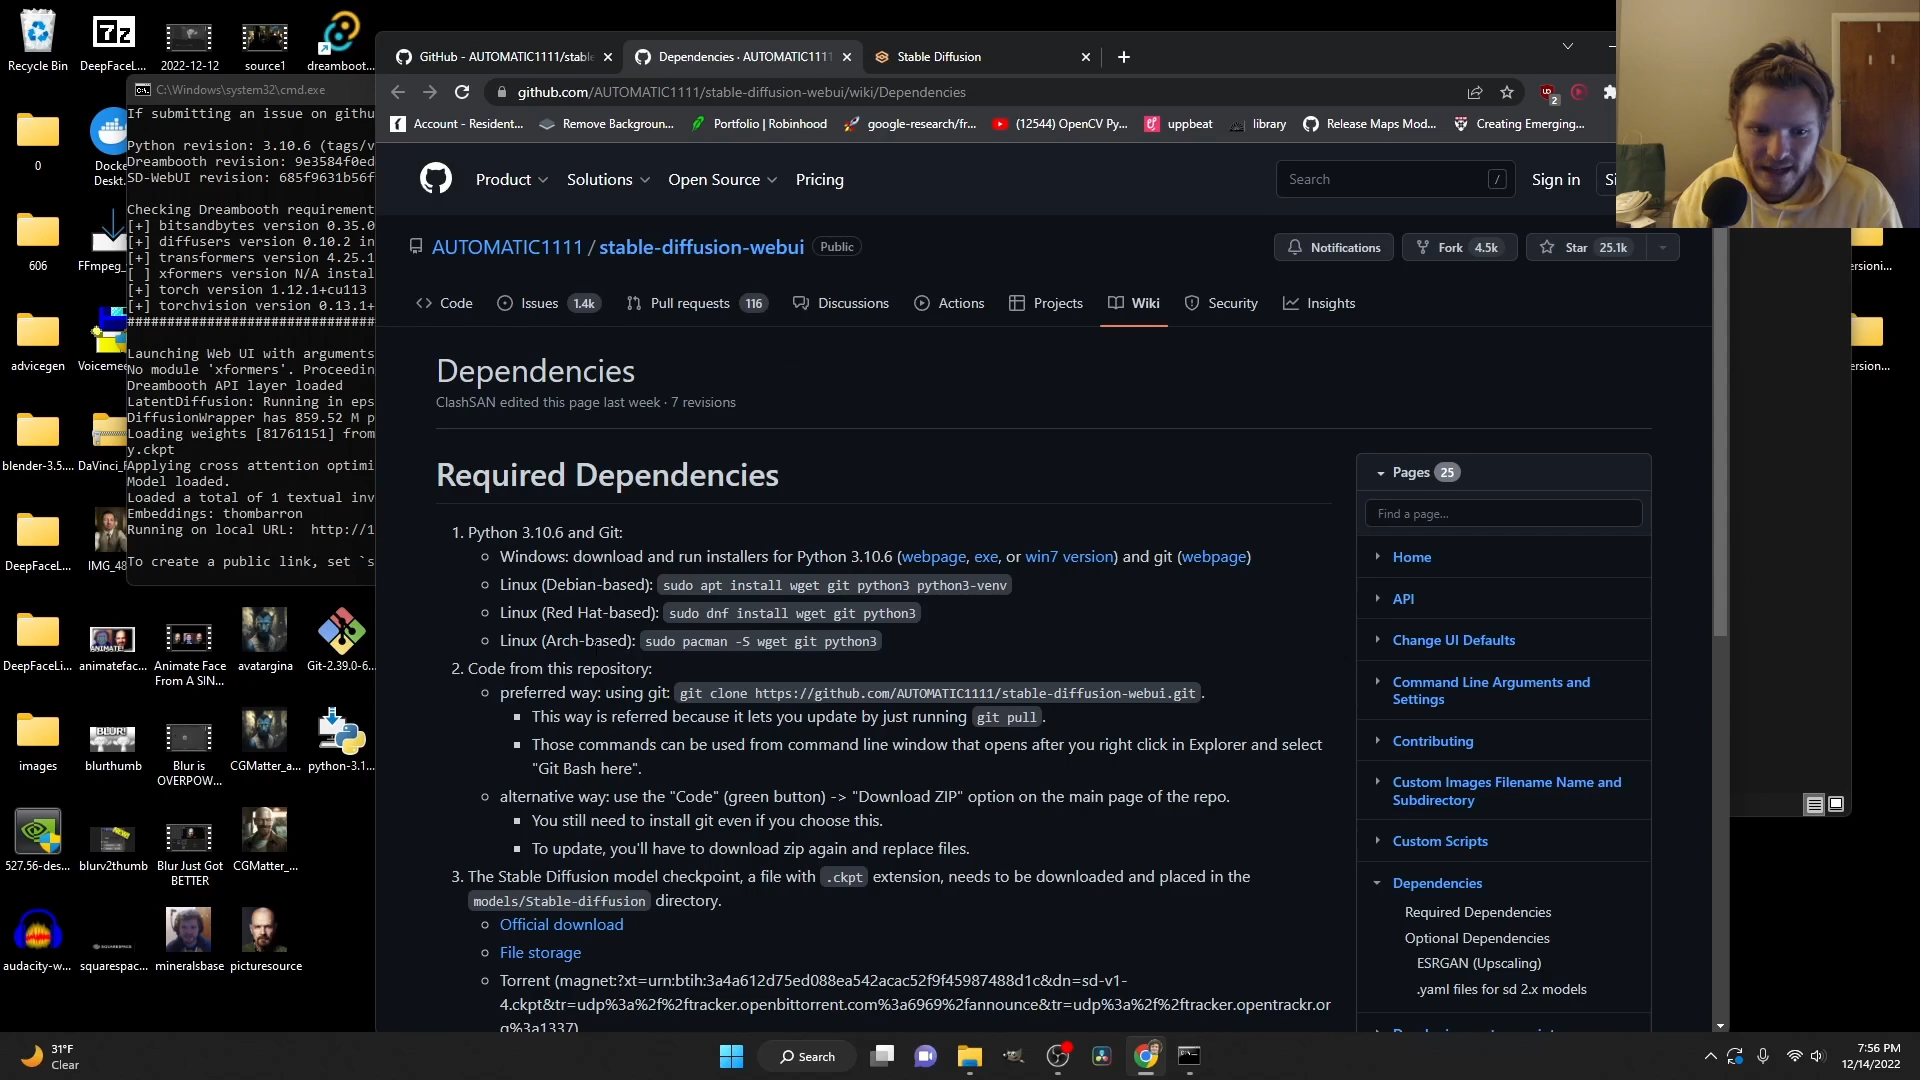 Recycle Bin
DeepFaceL...
2022-12-12
source1
dreamboot...
0
Docke
Deskt.
606
FFmpeg_
advicegen
Voicemee
blender-3.5....
DaVinci_F
DeepFaceL...
IMG_48
DeepFaceLi...
animatefac...
Animate Face
From A SIN...
avatargina
Git-2.39.0-6...
images
blurthumb
Blur is
OVERPOW...
CGMatter_a...
python-3.1...
527.56-des...
blurv2thumb
Blur Just Got
BETTER
CGMatter_...
audacity-w...
squarespac...
mineralsbase
picturesource
BLUR!
ANIMATE!
7z
C:\Windows\system32\cmd.exe
If submitting an issue on githu
Python revision: 3.10.6 (tags/v
Dreambooth revision: 9e3584f0ed
SD-WebUI revision: 685f9631b56f
Checking Dreambooth requirement
[+] bitsandbytes version 0.35.0
[+] diffusers version 0.10.2 in
[+] transformers version 4.25.1
[ ] xformers version N/A instal
[+] torch version 1.12.1+cu113
[+] torchvision version 0.13.1+
###############################
Launching Web UI with arguments
No module 'xformers'. Proceedin
Dreambooth API layer loaded
LatentDiffusion: Running in eps
DiffusionWrapper has 859.52 M p
Loading weights [81761151] from
y.ckpt
Applying cross attention optimi
Model loaded.
Loaded a total of 1 textual inv
Embeddings: thombarron
Running on local URL:  http://1
To create a public link, set `s
GitHub - AUTOMATIC1111/stable
Dependencies · AUTOMATIC1111
Stable Diffusion
github.com/AUTOMATIC1111/stable-diffusion-webui/wiki/Dependencies
2
Account - Resident...
Remove Backgroun...
Portfolio | Robinhood
google-research/fr...
(12544) OpenCV Py...
uppbeat
library
Release Maps Mod...
Creating Emerging...
Product
Solutions
Open Source
Pricing
Search /
Sign in
Si
AUTOMATIC1111 / stable-diffusion-webui Public
Notifications
Fork 4.5k
Star 25.1k
Code
Issues 1.4k
Pull requests 116
Discussions
Actions
Projects
Wiki
Security
Insights
Dependencies
ClashSAN edited this page last week · 7 revisions
Required Dependencies
1. Python 3.10.6 and Git:
Windows: download and run installers for Python 3.10.6 (webpage, exe, or win7 version) and git (webpage)
Linux (Debian-based): sudo apt install wget git python3 python3-venv
Linux (Red Hat-based): sudo dnf install wget git python3
Linux (Arch-based): sudo pacman -S wget git python3
2. Code from this repository:
preferred way: using git: git clone https://github.com/AUTOMATIC1111/stable-diffusion-webui.git.
This way is referred because it lets you update by just running git pull.
Those commands can be used from command line window that opens after you right click in Explorer and select
"Git Bash here".
alternative way: use the "Code" (green button) -> "Download ZIP" option on the main page of the repo.
You still need to install git even if you choose this.
To update, you'll have to download zip again and replace files.
3. The Stable Diffusion model checkpoint, a file with .ckpt extension, needs to be downloaded and placed in the
models/Stable-diffusion directory.
Official download
File storage
Torrent (magnet:?xt=urn:btih:3a4a612d75ed088ea542acac52f9f45987488d1c&dn=sd-v1-
4.ckpt&tr=udp%3a%2f%2ftracker.openbittorrent.com%3a6969%2fannounce&tr=udp%3a%2f%2ftracker.opentrackr.or
g%3a1337)
Pages 25
Find a page...
Home
API
Change UI Defaults
Command Line Arguments and
Settings
Contributing
Custom Images Filename Name and
Subdirectory
Custom Scripts
Dependencies
Required Dependencies
Optional Dependencies
ESRGAN (Upscaling)
.yaml files for sd 2.x models
ersioni...
ersion...
31°F
Clear
Search
7:56 PM
12/14/2022